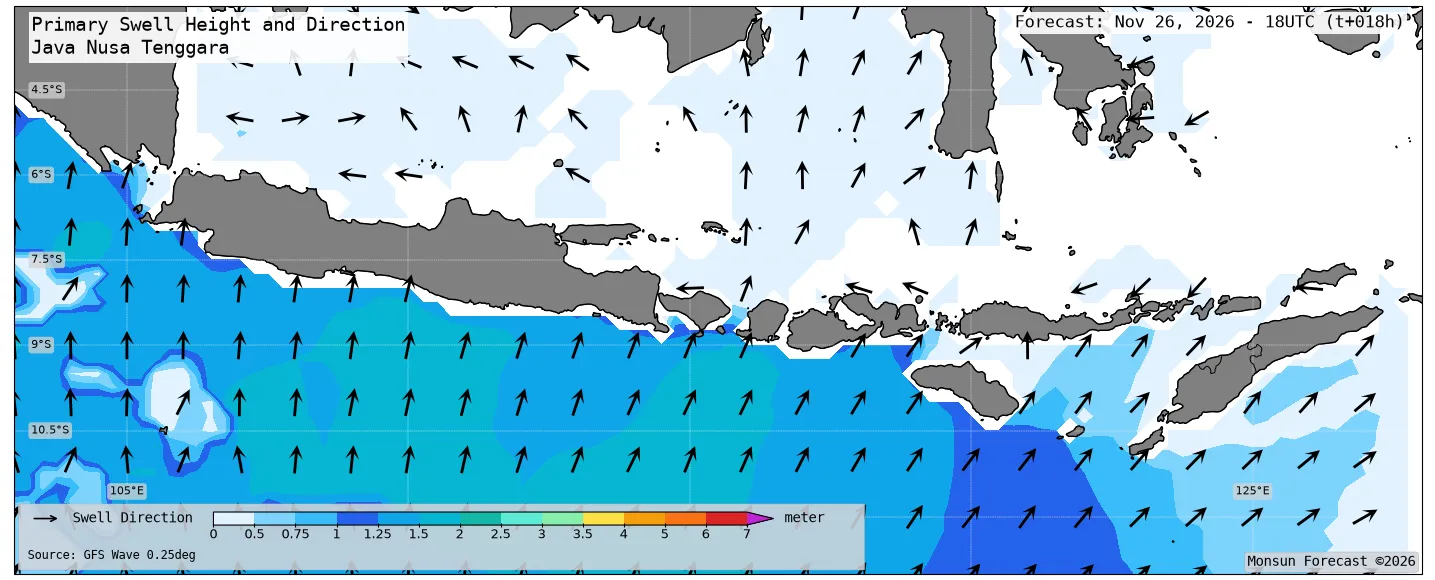 Primary Swell Height and Direction
Java Nusa Tenggara
Forecast: Nov 26, 2026 - 18UTC (t+018h)
4.5°S
6°S
7.5°S
9°S
10.5°S
105°E
125°E
Swell Direction
0 0.5 0.75 1 1.25 1.5 2 2.5 3 3.5 4 5 6 7
meter
Source: GFS Wave 0.25deg
Monsun Forecast ©2026